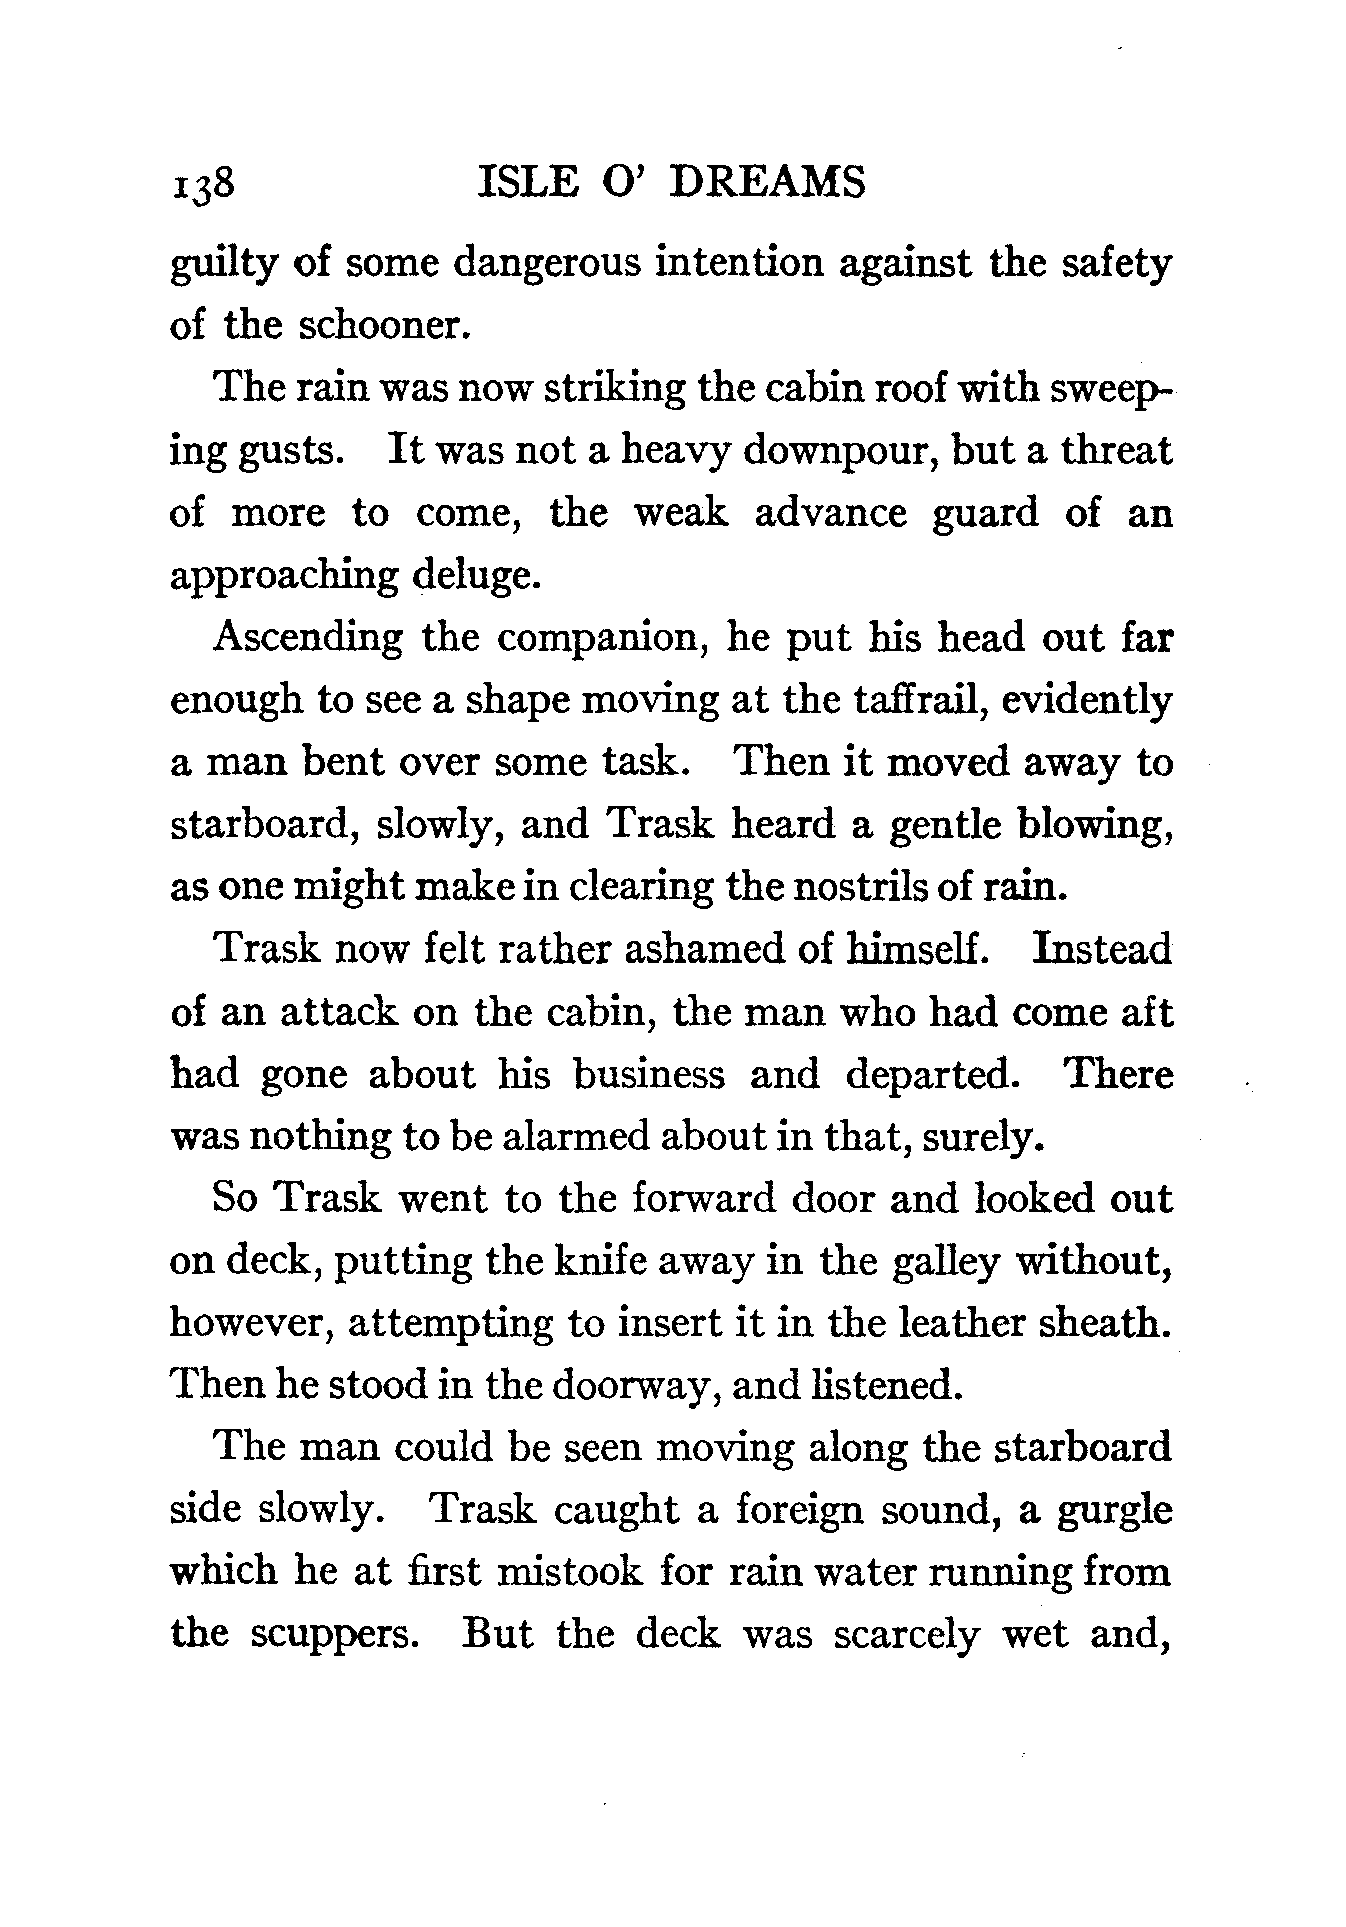 138 ISLE O' DREAMS
guilty of some dangerous intention against the safety
of the schooner.
The rain was now striking the cabin roof with sweep-
ing gusts. It was not a heavy downpour, but a threat
of more to come, the weak advance guard of an
approaching deluge.
Ascending the companion, he put his head out far
enough to see a shape moving at the taffrail, evidently
a man bent over some task. Then it moved away to
starboard, slowly, and Trask heard a gentle blowing,
as one might make in clearing the nostrils of rain.
Trask now felt rather ashamed of himself. Instead
of an attack on the cabin, the man who had come aft
had gone about his business and departed. There
was nothing to be alarmed about in that, surely.
So Trask went to the forward door and looked out
on deck, putting the knife away in the galley without,
however, attempting to insert it in the leather sheath.
Then he stood in the doorway, and listened.
The man could be seen moving along the starboard
side slowly. Trask caught a foreign sound, a gurgle
which he at first mistook for rain water running from
the scuppers. But the deck was scarcely wet and,